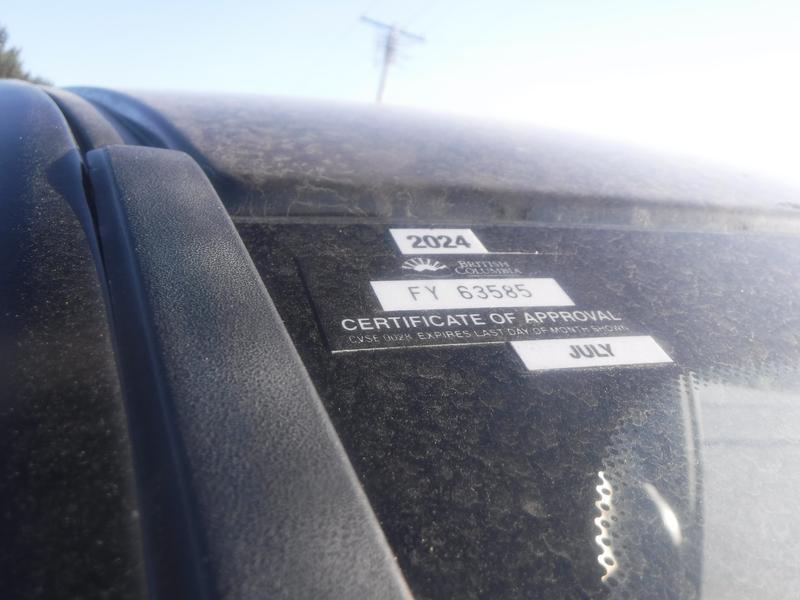 2024
BRITISH
COLUMBIA
FY 63585
CERTIFICATE OF APPROVAL
CVSE 0028 EXPIRES LAST DAY OF MONTH SHOWN
JULY